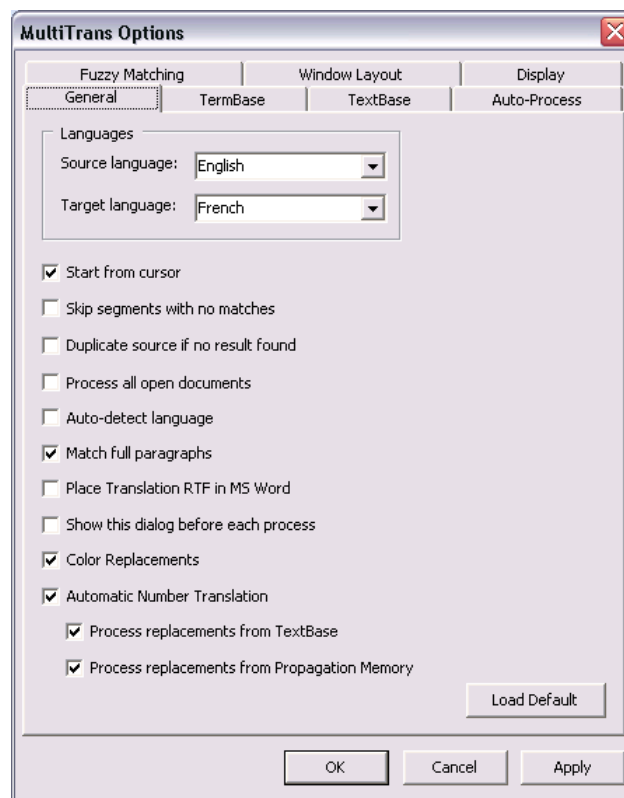 MultiTrans Options
Fuzzy Matching Window Layout Display
General TermBase TextBase Auto-Process
Languages
Source language: English
Target language: French
Start from cursor
Skip segments with no matches
Duplicate source if no result found
Process all open documents
Auto-detect language
Match full paragraphs
Place Translation RTF in MS Word
Show this dialog before each process
Color Replacements
Automatic Number Translation
Process replacements from TextBase
Process replacements from Propagation Memory
Load Default
OK Cancel Apply